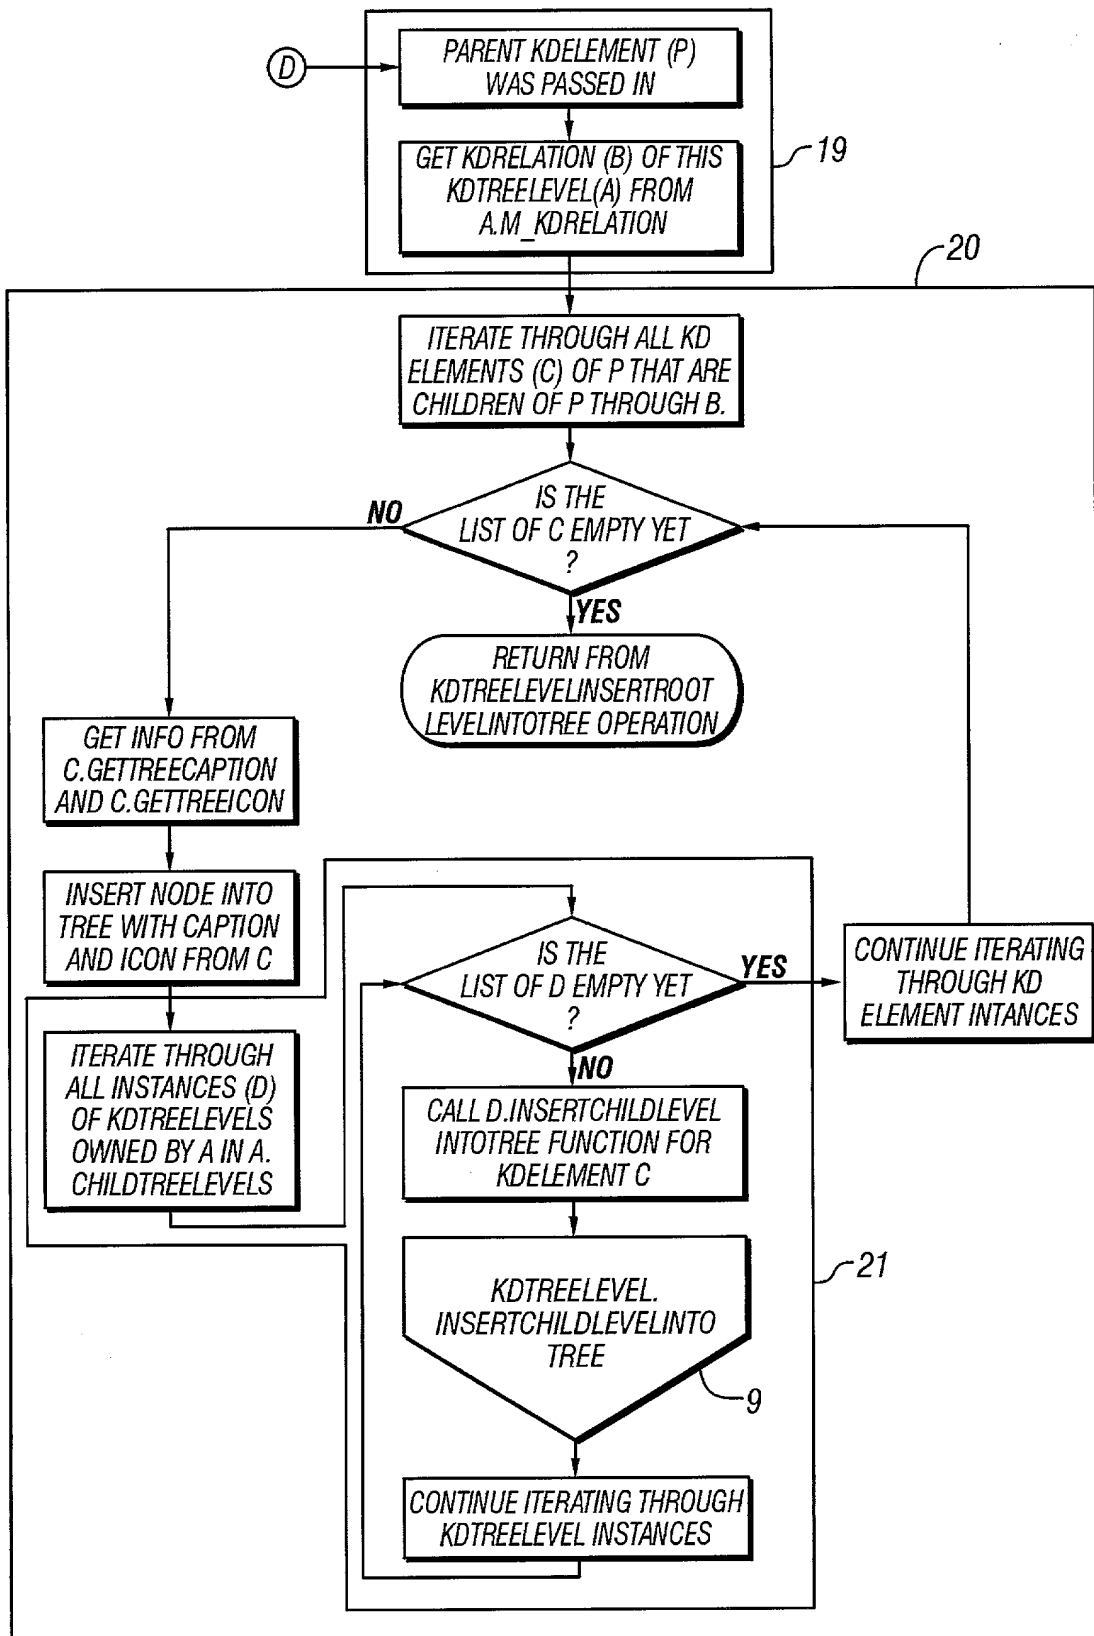 D
PARENT KDELEMENT (P)
WAS PASSED IN
GET KDRELATION (B) OF THIS
KDTREELEVEL(A) FROM
A.M_KDRELATION
19
20
ITERATE THROUGH ALL KD
ELEMENTS (C) OF P THAT ARE
CHILDREN OF P THROUGH B.
IS THE
LIST OF C EMPTY YET
?
NO
YES
RETURN FROM
KDTREELEVELINSERTROOT
LEVELINTOTREE OPERATION
GET INFO FROM
C.GETTREECAPTION
AND C.GETTREEICON
INSERT NODE INTO
TREE WITH CAPTION
AND ICON FROM C
ITERATE THROUGH
ALL INSTANCES (D)
OF KDTREELEVELS
OWNED BY A IN A.
CHILDTREELEVELS
IS THE
LIST OF D EMPTY YET
?
YES
NO
CONTINUE ITERATING
THROUGH KD
ELEMENT INTANCES
CALL D.INSERTCHILDLEVEL
INTOTREE FUNCTION FOR
KDELEMENT C
KDTREELEVEL.
INSERTCHILDLEVELINTO
TREE
9
21
CONTINUE ITERATING THROUGH
KDTREELEVEL INSTANCES